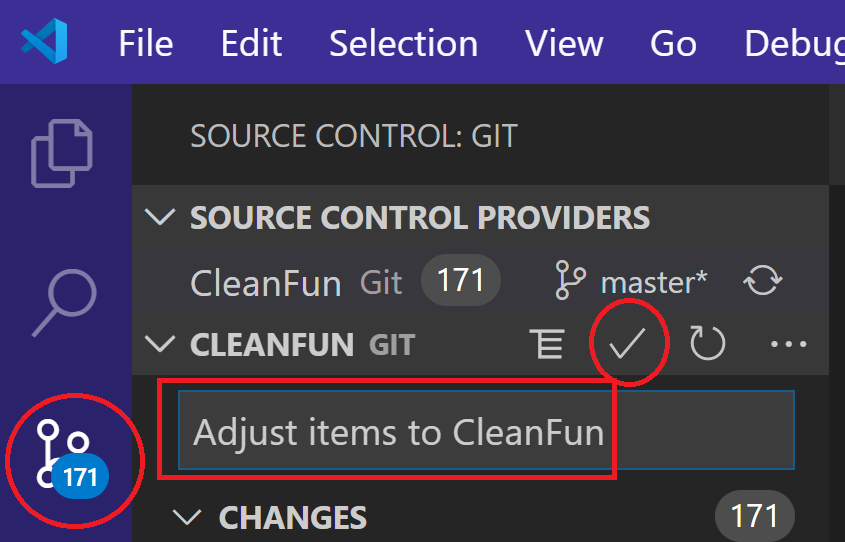 File Edit Selection View Go Debug
SOURCE CONTROL: GIT
SOURCE CONTROL PROVIDERS
CleanFun Git 171 master*
CLEANFUN GIT
Adjust items to CleanFun
171
CHANGES 171